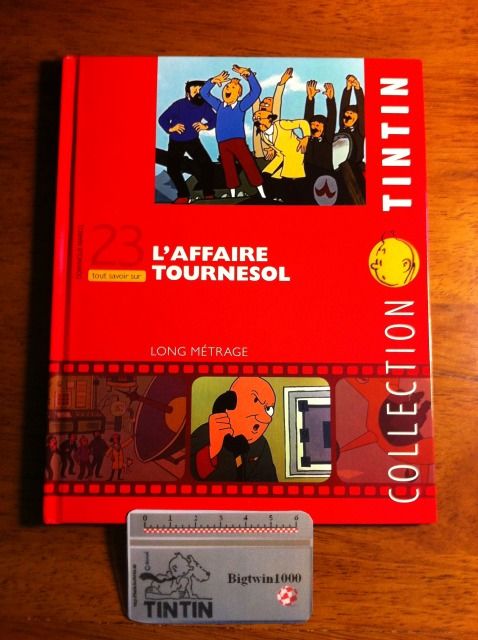 TINTIN
COLLECTION
23
tout savoir sur
L'AFFAIRE
TOURNESOL
LONG MÉTRAGE
0 1 2 3 4 5 6
Bigtwin1000
TINTIN